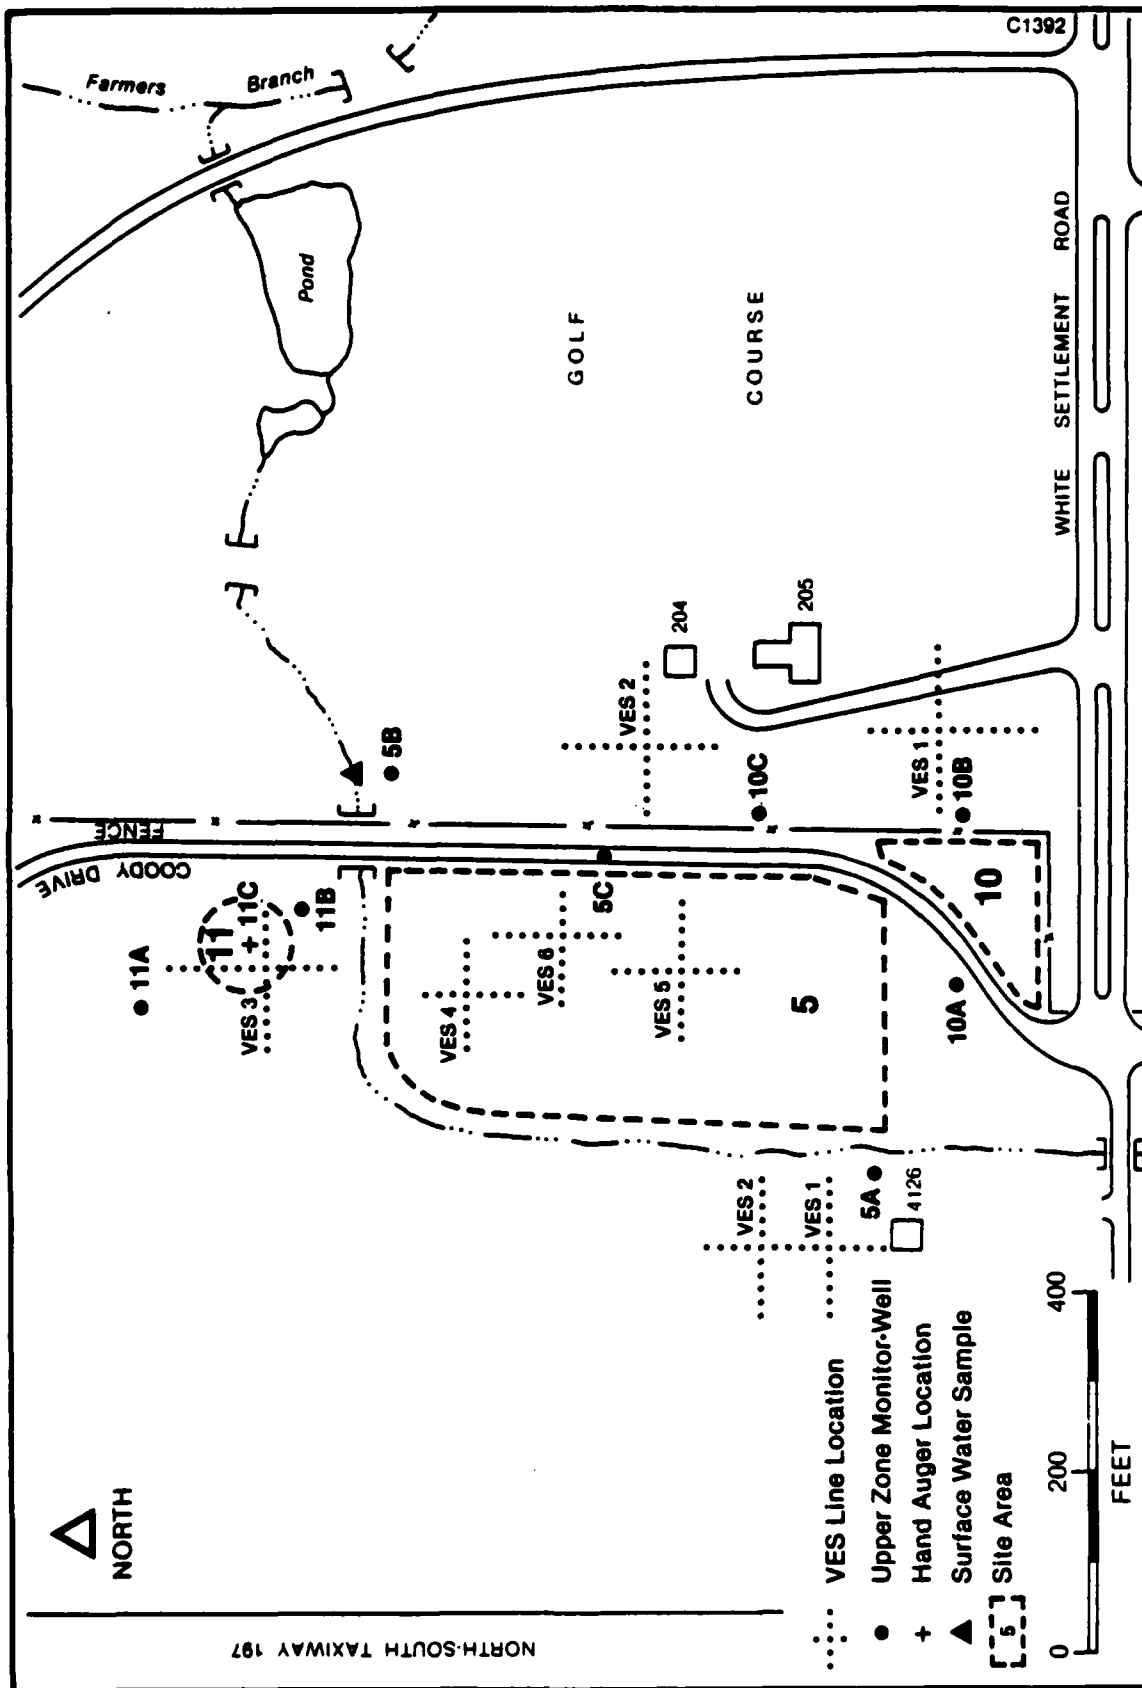 NORTH
NORTH-SOUTH TAXIWAY 197
COODY DRIVE
FENCE
Farmers Branch
Pond
GOLF
COURSE
11A
11
11C
11B
VES 3
5B
VES 4
VES 6
VES 5
5C
5
VES 2
204
205
10C
VES 1
10B
10
10A
VES 2
VES 1
5A
4126
WHITE SETTLEMENT ROAD
C1392
VES Line Location
Upper Zone Monitor-Well
+ Hand Auger Location
Surface Water Sample
5 Site Area
0 200 400
FEET